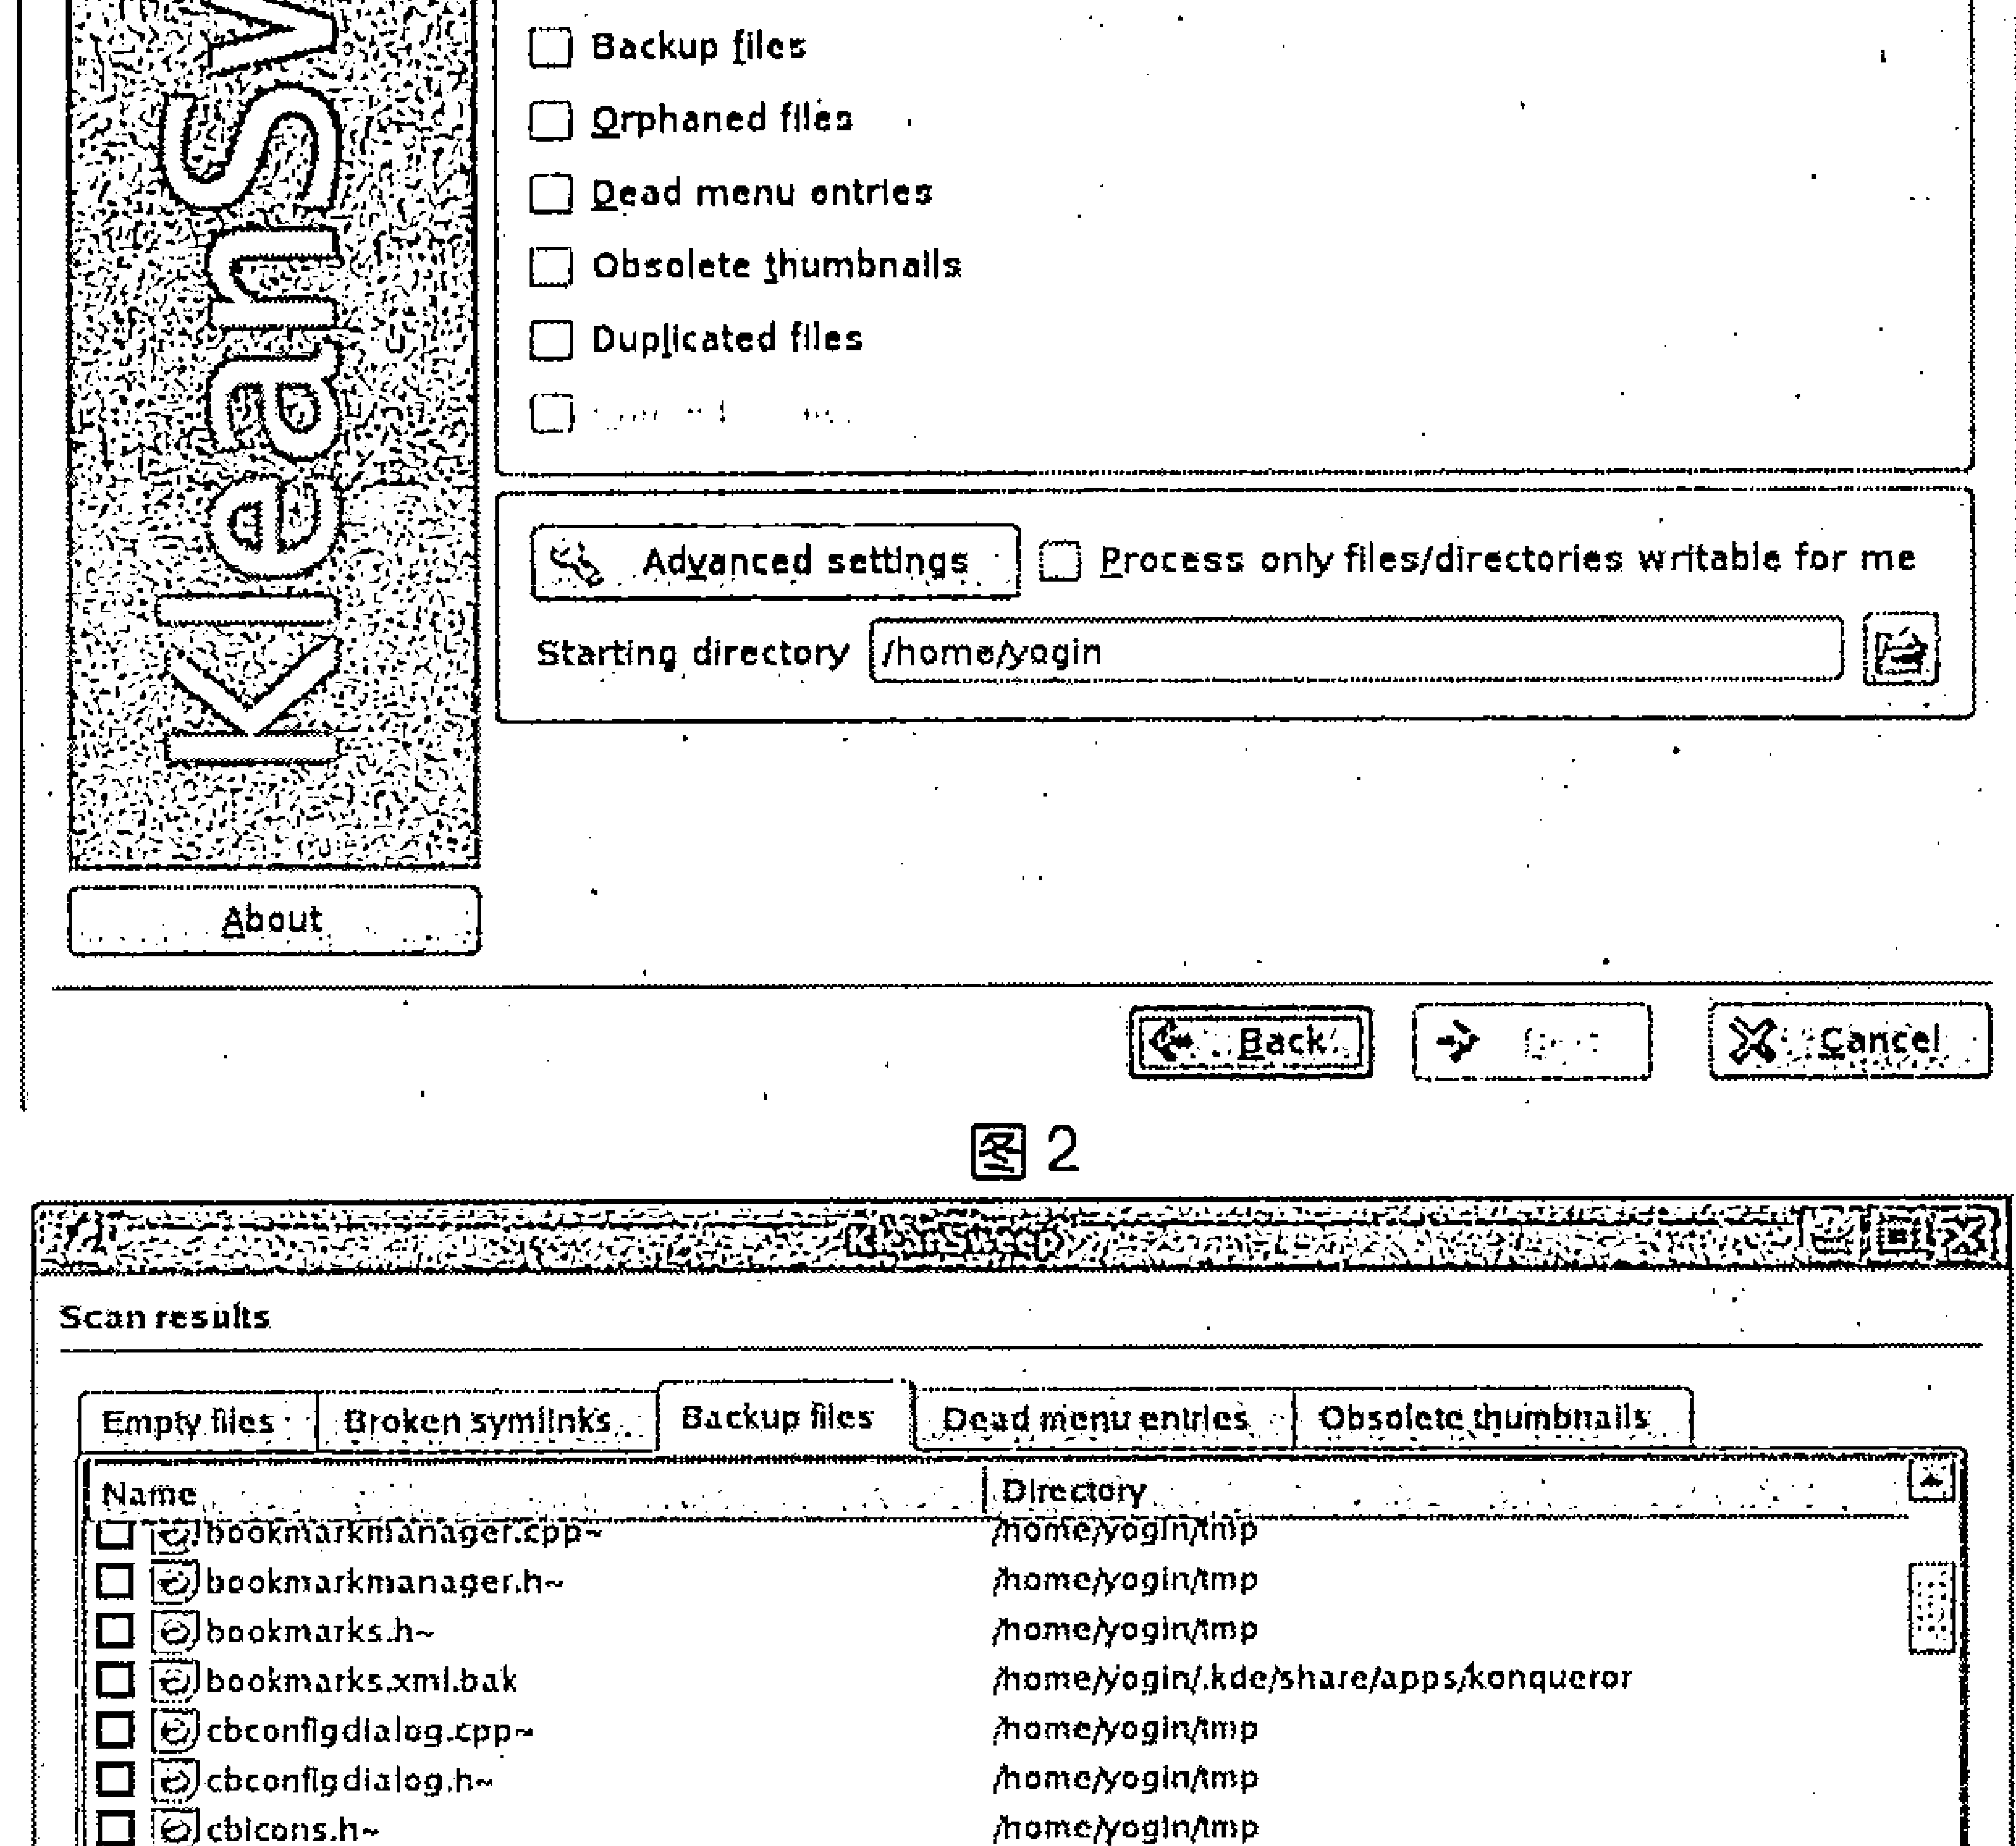 KleanSw
Backup files
Orphaned files
Dead menu entries
Obsolete thumbnails
Duplicated files
Advanced settings
Process only files/directories writable for me
Starting directory /home/yogin
About
Back
Cancel
图 2
KleanSweep
Scan results
Empty files Broken symlinks Backup files Dead menu entries Obsolete thumbnails
Name Directory
bookmarkmanager.cpp~ /home/yogin/tmp
bookmarkmanager.h~ /home/yogin/tmp
bookmarks.h~ /home/yogin/tmp
bookmarks.xml.bak /home/yogin/.kde/share/apps/konqueror
cbconfigdialog.cpp~ /home/yogin/tmp
cbconfigdialog.h~ /home/yogin/tmp
cbicons.h~ /home/yogin/tmp